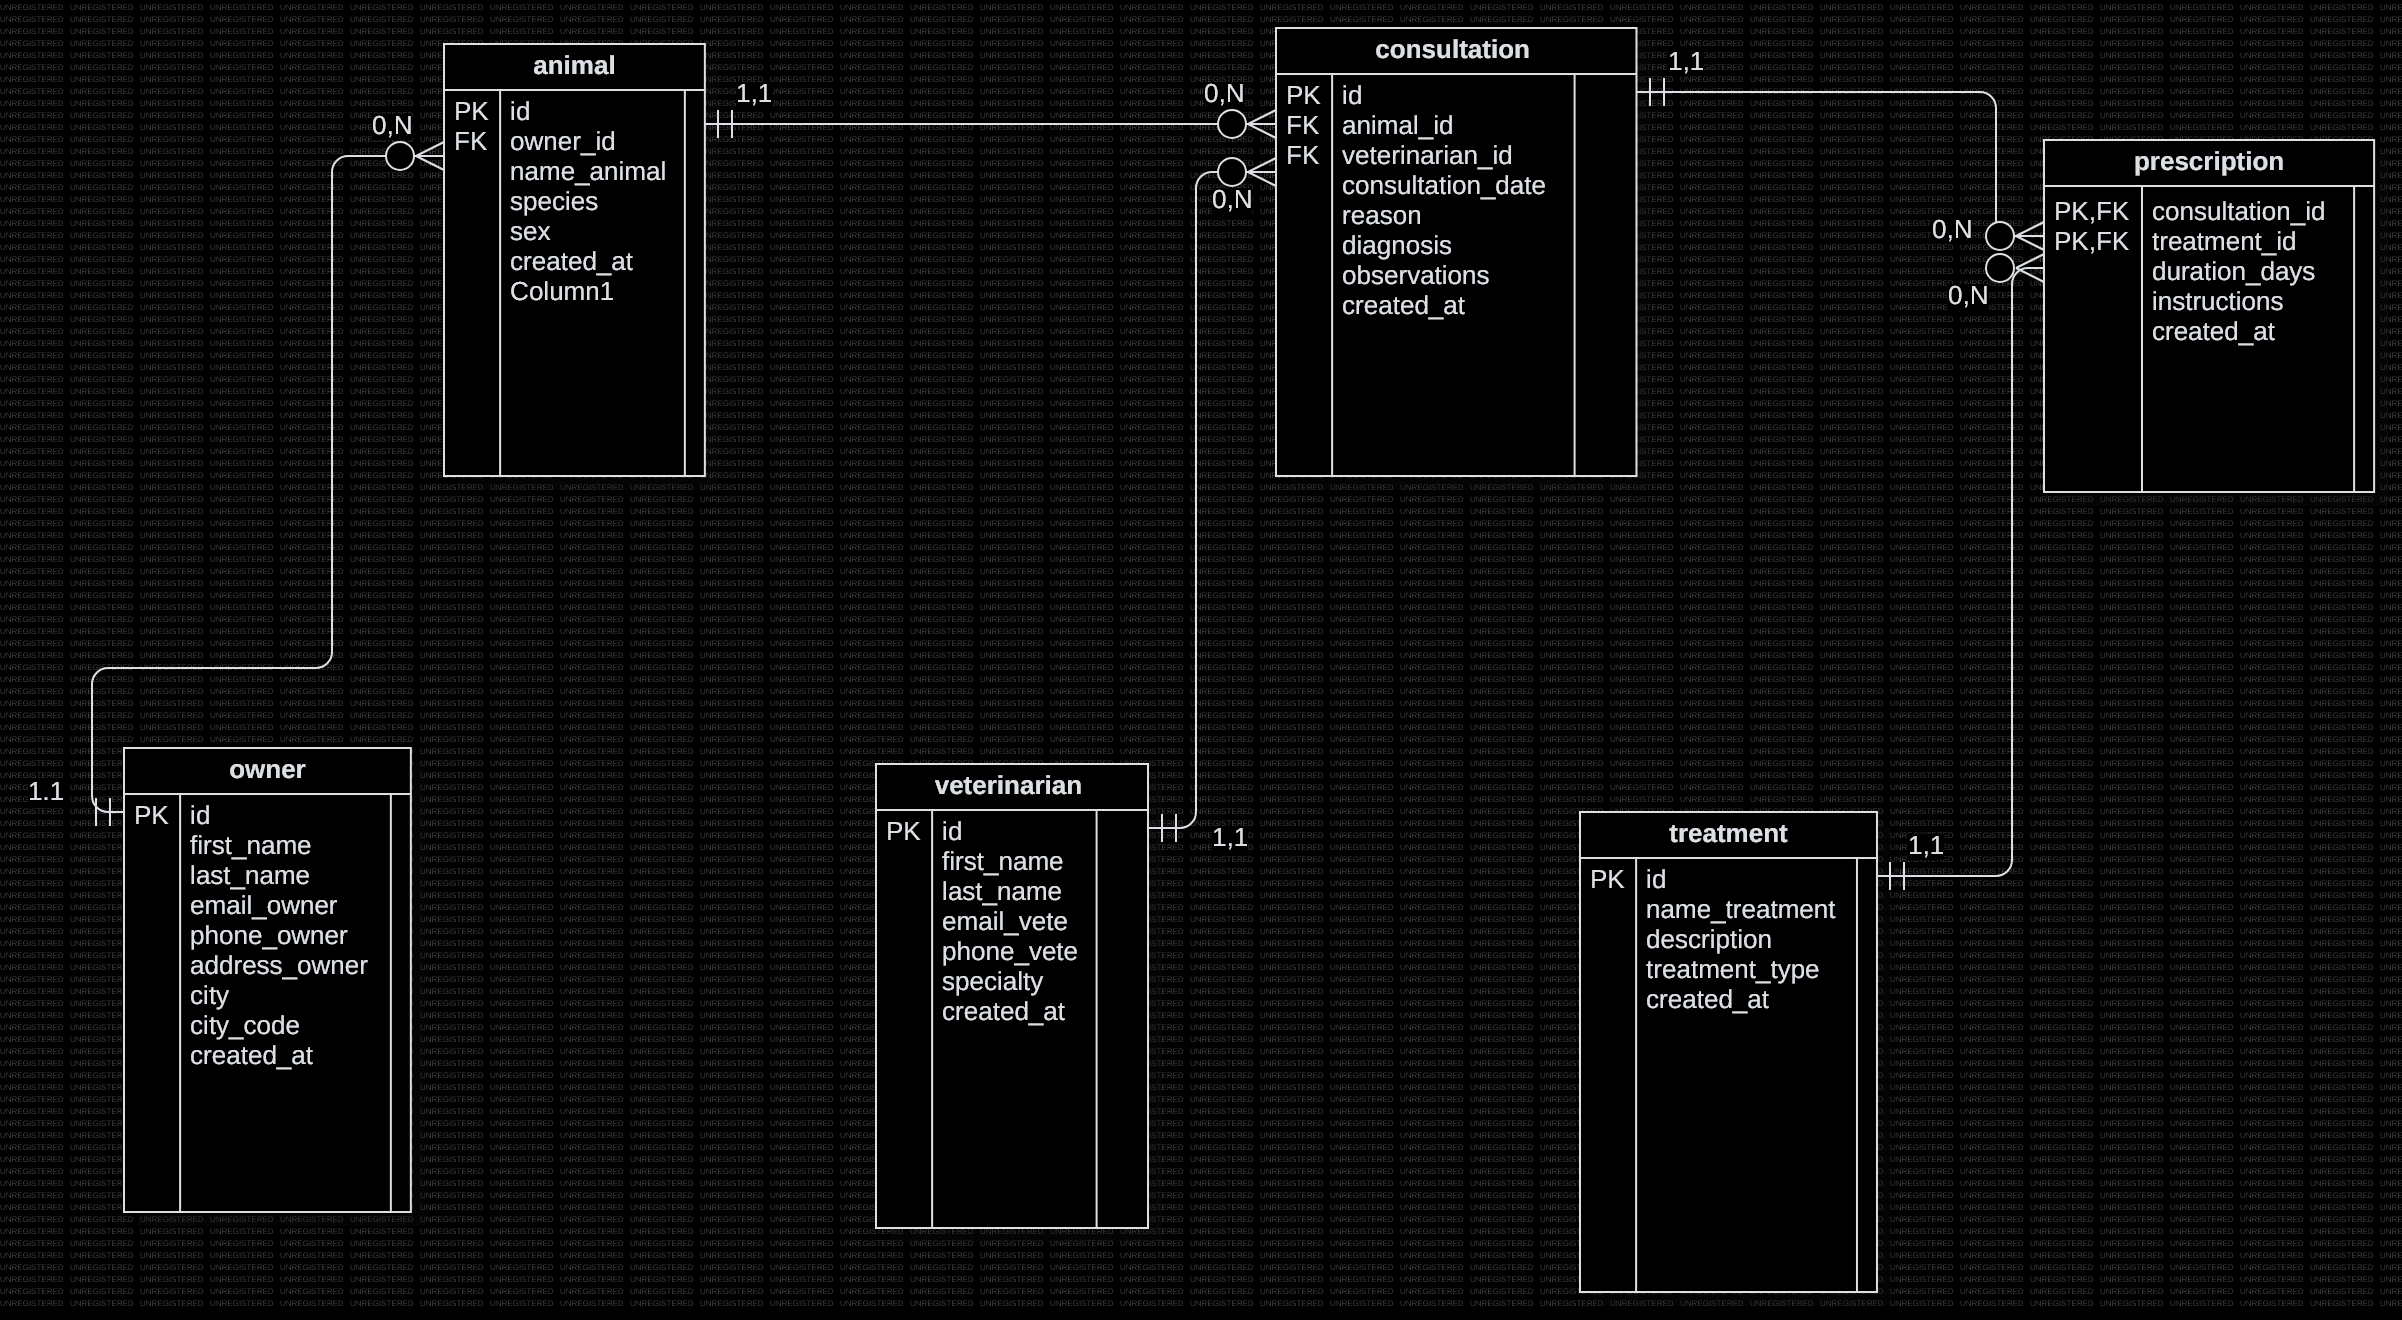 animal
PK id
FK owner_id
name_animal
species
sex
created_at
Column1
1,1
0,N
consultation
PK id
FK animal_id
FK veterinarian_id
consultation_date
reason
diagnosis
observations
created_at
0,N
0,N
1,1
prescription
PK,FK consultation_id
PK,FK treatment_id
duration_days
instructions
created_at
0,N
0,N
owner
PK id
first_name
last_name
email_owner
phone_owner
address_owner
city
city_code
created_at
1.1
veterinarian
PK id
first_name
last_name
email_vete
phone_vete
specialty
created_at
1,1
treatment
PK id
name_treatment
description
treatment_type
created_at
1,1
UNREGISTERED